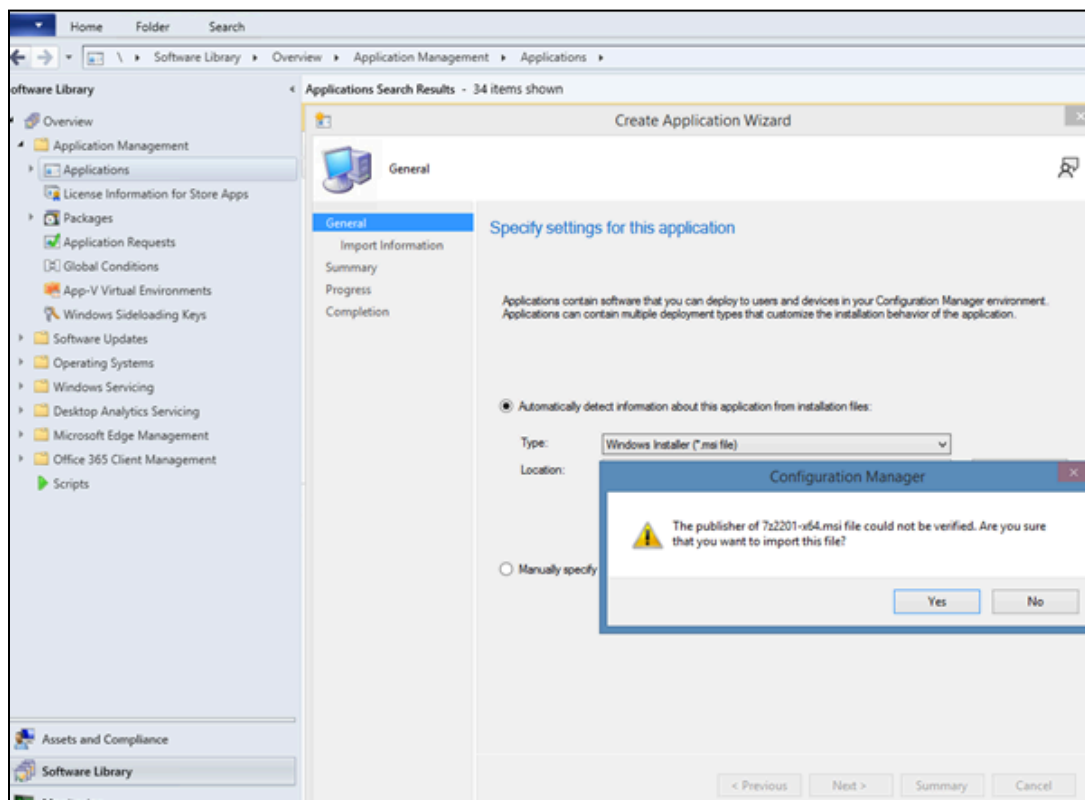 Home Folder Search
\ Software Library Overview Application Management Applications
oftware Library
Applications Search Results - 34 items shown
Overview
Application Management
Applications
License Information for Store Apps
Packages
Application Requests
Global Conditions
App-V Virtual Environments
Windows Sideloading Keys
Software Updates
Operating Systems
Windows Servicing
Desktop Analytics Servicing
Microsoft Edge Management
Office 365 Client Management
Scripts
Assets and Compliance
Software Library
Create Application Wizard
General
General
Import Information
Summary
Progress
Completion
Specify settings for this application
Applications contain software that you can deploy to users and devices in your Configuration Manager environment.
Applications can contain multiple deployment types that customize the installation behavior of the application.
Automatically detect information about this application from installation files:
Type: Windows Installer (*.msi file)
Location:
Manually specify
Configuration Manager
The publisher of 7z2201-x64.msi file could not be verified. Are you sure
that you want to import this file?
Yes No
< Previous Next > Summary Cancel